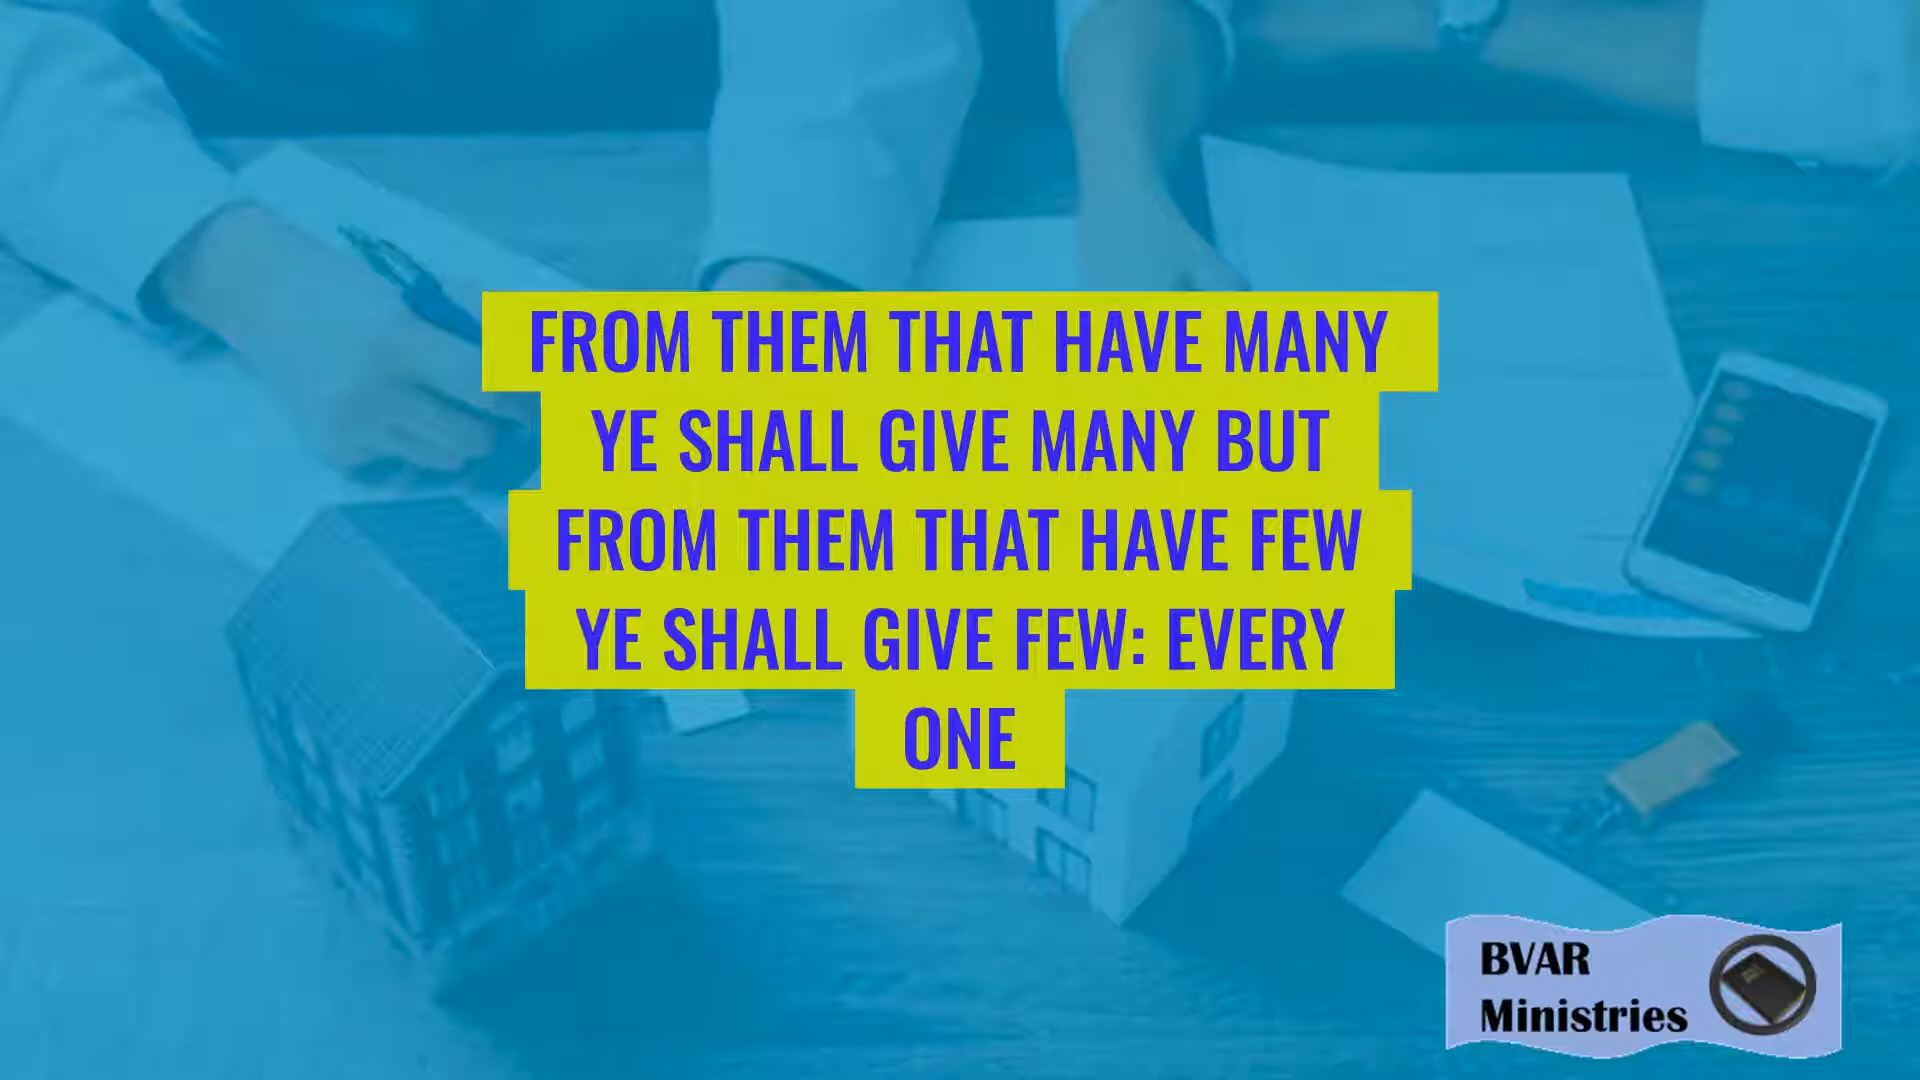 FROM THEM THAT HAVE MANY
YE SHALL GIVE MANY BUT
FROM THEM THAT HAVE FEW
YE SHALL GIVE FEW: EVERY
ONE
BVAR
Ministries